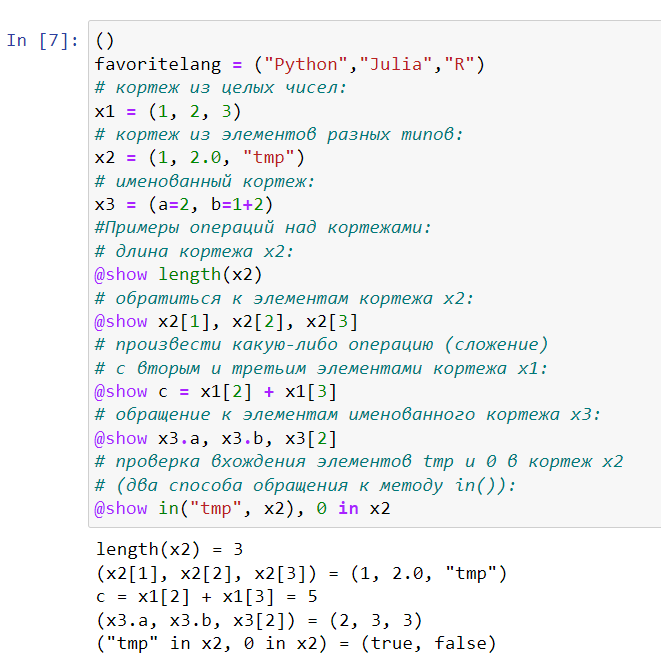 In [7]: ()
favoritelang = ("Python","Julia","R")
# кортеж из целых чисел:
x1 = (1, 2, 3)
# кортеж из элементов разных типов:
x2 = (1, 2.0, "tmp")
# именованный кортеж:
x3 = (a=2, b=1+2)
#Примеры операций над кортежами:
# длина кортежа x2:
@show length(x2)
# обратиться к элементам кортежа x2:
@show x2[1], x2[2], x2[3]
# произвести какую-либо операцию (сложение)
# с вторым и третьим элементами кортежа x1:
@show c = x1[2] + x1[3]
# обращение к элементам именованного кортежа x3:
@show x3.a, x3.b, x3[2]
# проверка вхождения элементов tmp и 0 в кортеж x2
# (два способа обращения к методу in()):
@show in("tmp", x2), 0 in x2
length(x2) = 3
(x2[1], x2[2], x2[3]) = (1, 2.0, "tmp")
c = x1[2] + x1[3] = 5
(x3.a, x3.b, x3[2]) = (2, 3, 3)
("tmp" in x2, 0 in x2) = (true, false)